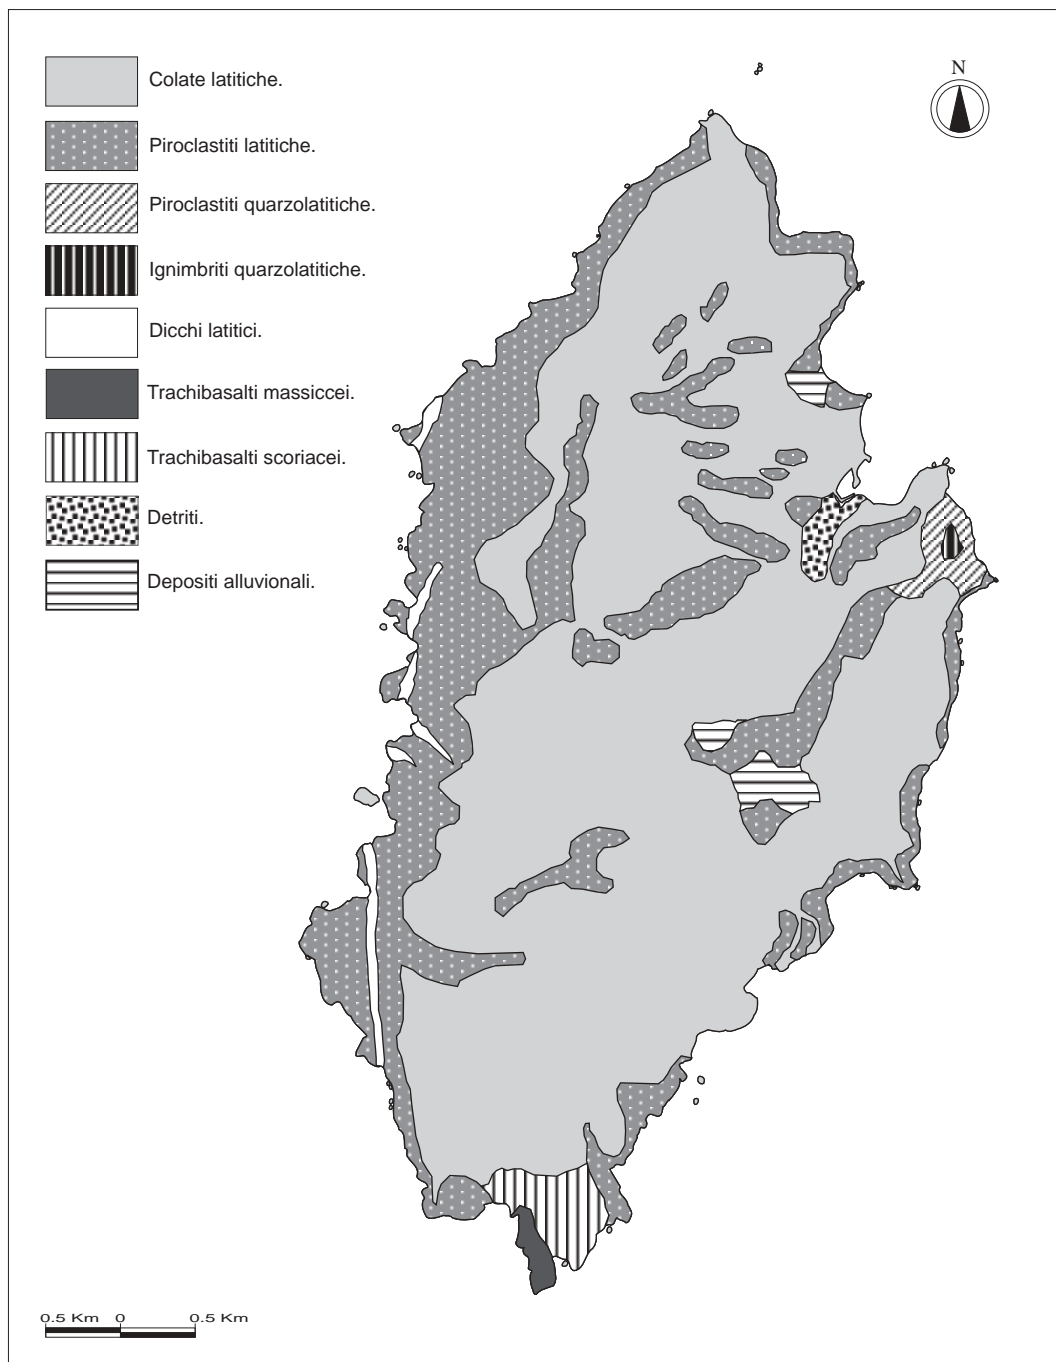 Colate latitiche.
N
Piroclastiti latitiche.
Piroclastiti quarzolatitiche.
Ignimbriti quarzolatitiche.
Dicchi latitici.
Trachibasalti massiccei.
Trachibasalti scoriacei.
Detriti.
Depositi alluvionali.
0.5 Km 0 0.5 Km